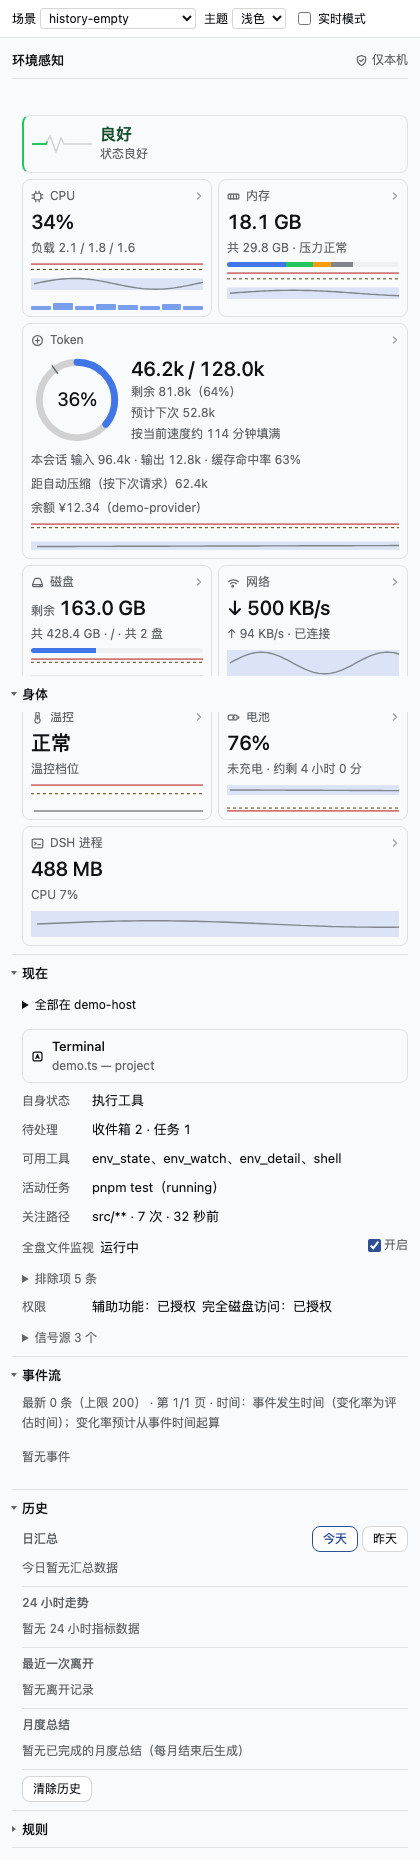 场景 history-empty 主题 浅色 实时模式
环境感知 仅本机
良好
状态良好
CPU
34%
负载 2.1 / 1.8 / 1.6
内存
18.1 GB
共 29.8 GB · 压力正常
Token
36%
46.2k / 128.0k
剩余 81.8k（64%）
预计下次 52.8k
按当前速度约 114 分钟填满
本会话 输入 96.4k · 输出 12.8k · 缓存命中率 63%
距自动压缩（按下次请求）62.4k
余额 ¥12.34（demo-provider）
磁盘
剩余 163.0 GB
共 428.4 GB · / · 共 2 盘
网络
↓ 500 KB/s
↑ 94 KB/s · 已连接
身体
温控
正常
温控档位
电池
76%
未充电 · 约剩 4 小时 0 分
DSH 进程
488 MB
CPU 7%
现在
全部在 demo-host
Terminal
demo.ts — project
自身状态 执行工具
待处理 收件箱 2 · 任务 1
可用工具 env_state、env_watch、env_detail、shell
活动任务 pnpm test（running）
关注路径 src/** · 7 次 · 32 秒前
全盘文件监视 运行中 开启
排除项 5 条
权限 辅助功能：已授权 完全磁盘访问：已授权
信号源 3 个
事件流
最新 0 条（上限 200） · 第 1/1 页 · 时间：事件发生时间（变化率为评
估时间）；变化率预计从事件时间起算
暂无事件
历史
日汇总 今天 昨天
今日暂无汇总数据
24 小时走势
暂无 24 小时指标数据
最近一次离开
暂无离开记录
月度总结
暂无已完成的月度总结（每月结束后生成）
清除历史
规则